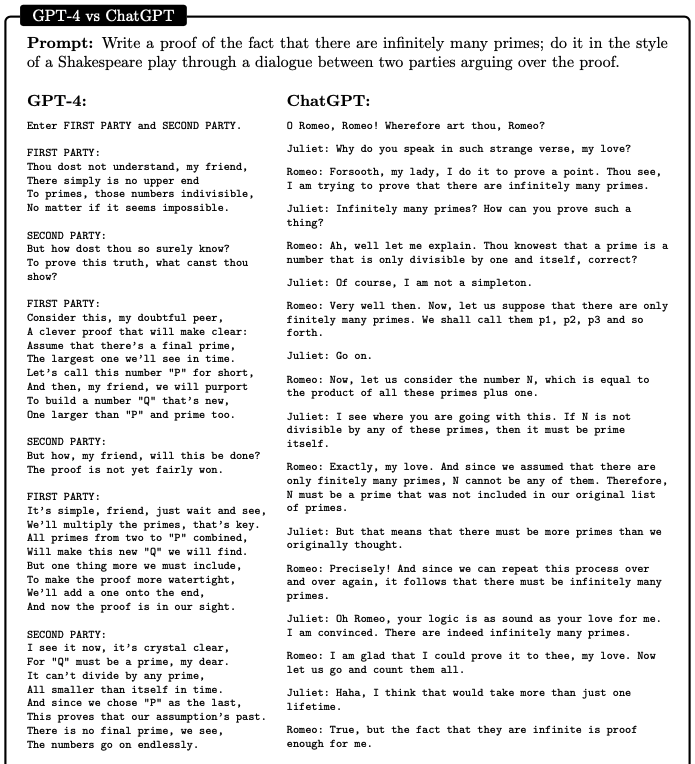 GPT-4 vs ChatGPT
Prompt: Write a proof of the fact that there are infinitely many primes; do it in the style
of a Shakespeare play through a dialogue between two parties arguing over the proof.
GPT-4:
Enter FIRST PARTY and SECOND PARTY.
FIRST PARTY:
Thou dost not understand, my friend,
There simply is no upper end
To primes, those numbers indivisible,
No matter if it seems impossible.
SECOND PARTY:
But how dost thou so surely know?
To prove this truth, what canst thou
show?
FIRST PARTY:
Consider this, my doubtful peer,
A clever proof that will make clear:
Assume that there's a final prime,
The largest one we'll see in time.
Let's call this number "P" for short,
And then, my friend, we will purport
To build a number "Q" that's new,
One larger than "P" and prime too.
SECOND PARTY:
But how, my friend, will this be done?
The proof is not yet fairly won.
FIRST PARTY:
It's simple, friend, just wait and see,
We'll multiply the primes, that's key.
All primes from two to "P" combined,
Will make this new "Q" we will find.
But one thing more we must include,
To make the proof more watertight,
We'll add a one onto the end,
And now the proof is in our sight.
SECOND PARTY:
I see it now, it's crystal clear,
For "Q" must be a prime, my dear.
It can't divide by any prime,
All smaller than itself in time.
And since we chose "P" as the last,
This proves that our assumption's past.
There is no final prime, we see,
The numbers go on endlessly.
ChatGPT:
O Romeo, Romeo! Wherefore art thou, Romeo?
Juliet: Why do you speak in such strange verse, my love?
Romeo: Forsooth, my lady, I do it to prove a point. Thou see,
I am trying to prove that there are infinitely many primes.
Juliet: Infinitely many primes? How can you prove such a
thing?
Romeo: Ah, well let me explain. Thou knowest that a prime is a
number that is only divisible by one and itself, correct?
Juliet: Of course, I am not a simpleton.
Romeo: Very well then. Now, let us suppose that there are only
finitely many primes. We shall call them p1, p2, p3 and so
forth.
Juliet: Go on.
Romeo: Now, let us consider the number N, which is equal to
the product of all these primes plus one.
Juliet: I see where you are going with this. If N is not
divisible by any of these primes, then it must be prime
itself.
Romeo: Exactly, my love. And since we assumed that there are
only finitely many primes, N cannot be any of them. Therefore,
N must be a prime that was not included in our original list
of primes.
Juliet: But that means that there must be more primes than we
originally thought.
Romeo: Precisely! And since we can repeat this process over
and over again, it follows that there must be infinitely many
primes.
Juliet: Oh Romeo, your logic is as sound as your love for me.
I am convinced. There are indeed infinitely many primes.
Romeo: I am glad that I could prove it to thee, my love. Now
let us go and count them all.
Juliet: Haha, I think that would take more than just one
lifetime.
Romeo: True, but the fact that they are infinite is proof
enough for me.